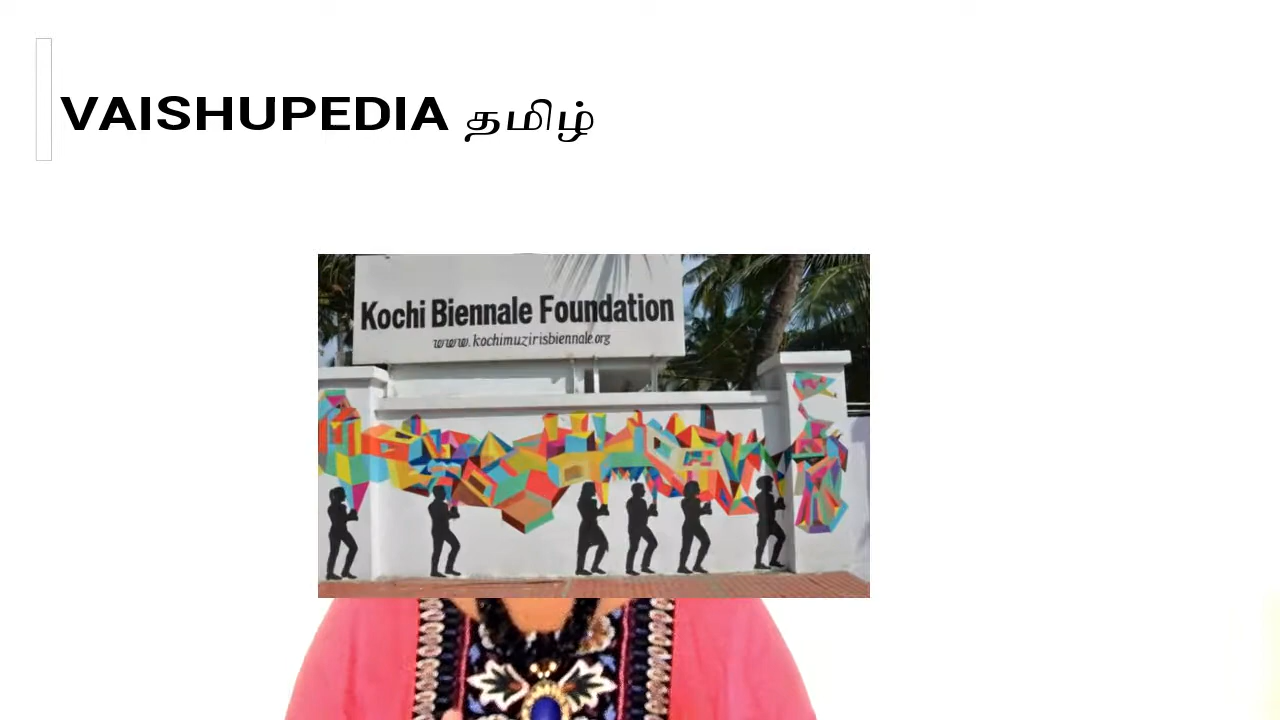 VAISHUPEDIA தமிழ்
Kochi Biennale Foundation
www.kochimuzirisbiennale.org